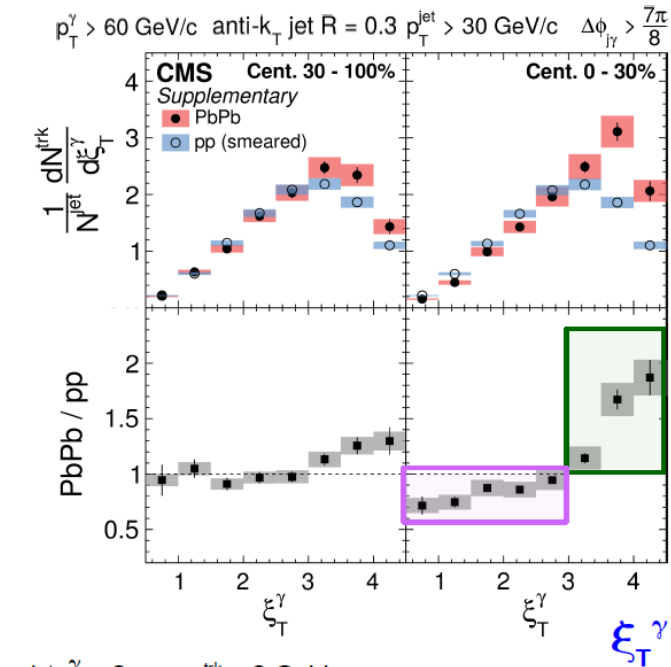 p_T^γ > 60 GeV/c anti-k_T jet R = 0.3 p_T^jet > 30 GeV/c Δφ_jγ > 7π/8
CMS Cent. 30 - 100%
Supplementary
PbPb
pp (smeared)
Cent. 0 - 30%
1/N^jet dN^trk/dξ_T^γ
4
3
2
1
PbPb / pp
2
1.5
1
0.5
1 2 3 4
1 2 3 4
ξ_T^γ
ξ_T^γ
ξ_T^γ